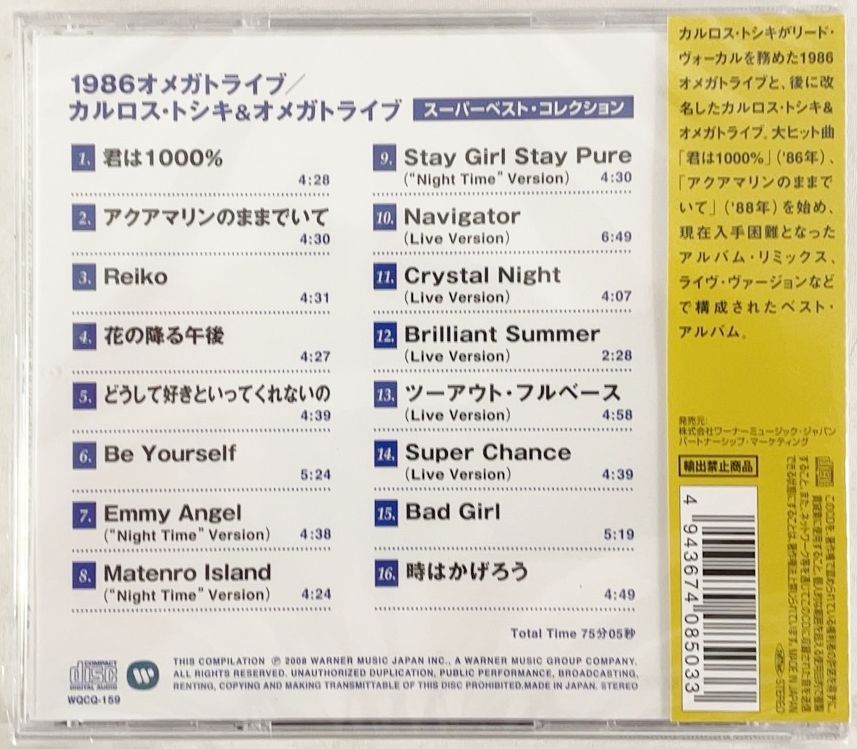 1986オメガトライブ/
カルロス・トシキ&オメガトライブ スーパーベスト・コレクション
1. 君は1000%
4:28
2. アクアマリンのままでいて
4:30
3. Reiko
4:31
4. 花の降る午後
4:27
5. どうして好きといってくれないの
4:39
6. Be Yourself
5:24
7. Emmy Angel
("Night Time" Version) 4:38
8. Matenro Island
("Night Time" Version) 4:24
9. Stay Girl Stay Pure
("Night Time" Version) 4:30
10. Navigator
(Live Version) 6:49
11. Crystal Night
(Live Version) 4:07
12. Brilliant Summer
(Live Version) 2:28
13. ツーアウト・フルベース
(Live Version) 4:58
14. Super Chance
(Live Version) 4:39
15. Bad Girl
5:19
16. 時はかげろう
4:49
Total Time 75分05秒
COMPACT
disc
DIGITAL AUDIO
WQCQ-159
THIS COMPILATION ℗ 2008 WARNER MUSIC JAPAN INC., A WARNER MUSIC GROUP COMPANY.
ALL RIGHTS RESERVED. UNAUTHORIZED DUPLICATION, PUBLIC PERFORMANCE, BROADCASTING,
RENTING, COPYING AND MAKING TRANSMITTABLE OF THIS DISC PROHIBITED.MADE IN JAPAN. STEREO
カルロス・トシキがリード・
ヴォーカルを務めた1986
オメガトライブと、後に改
名したカルロス・トシキ&
オメガトライブ。大ヒット曲
「君は1000%」('86年)、
「アクアマリンのままで
いて」('88年)を始め、
現在入手困難となった
アルバム・リミックス、
ライヴ・ヴァージョンなど
で構成されたベスト・
アルバム。
発売元:
株式会社ワーナーミュージック・ジャパン
パートナーシップ・マーケティング
輸出禁止商品
4 943674 085033